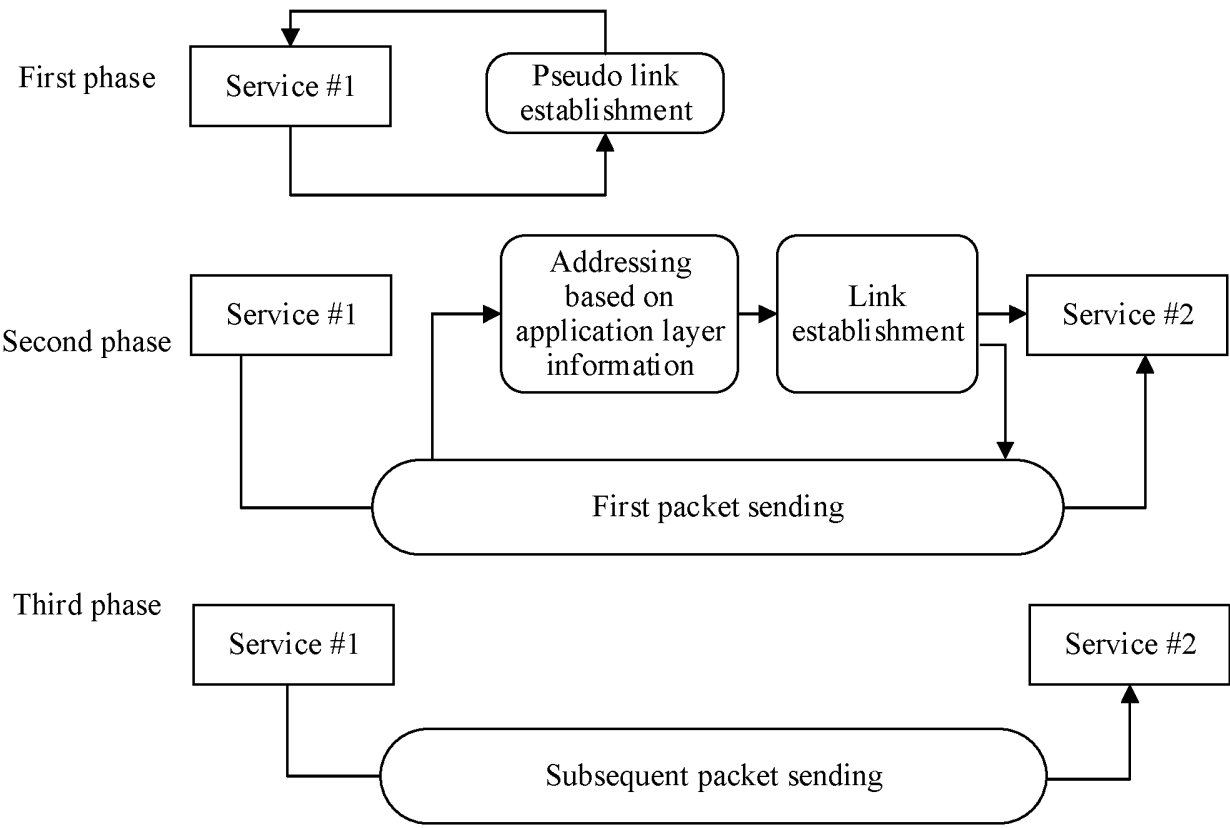 First phase
Service #1
Pseudo link
establishment
Second phase
Service #1
Addressing
based on
application layer
information
Link
establishment
Service #2
First packet sending
Third phase
Service #1
Service #2
Subsequent packet sending